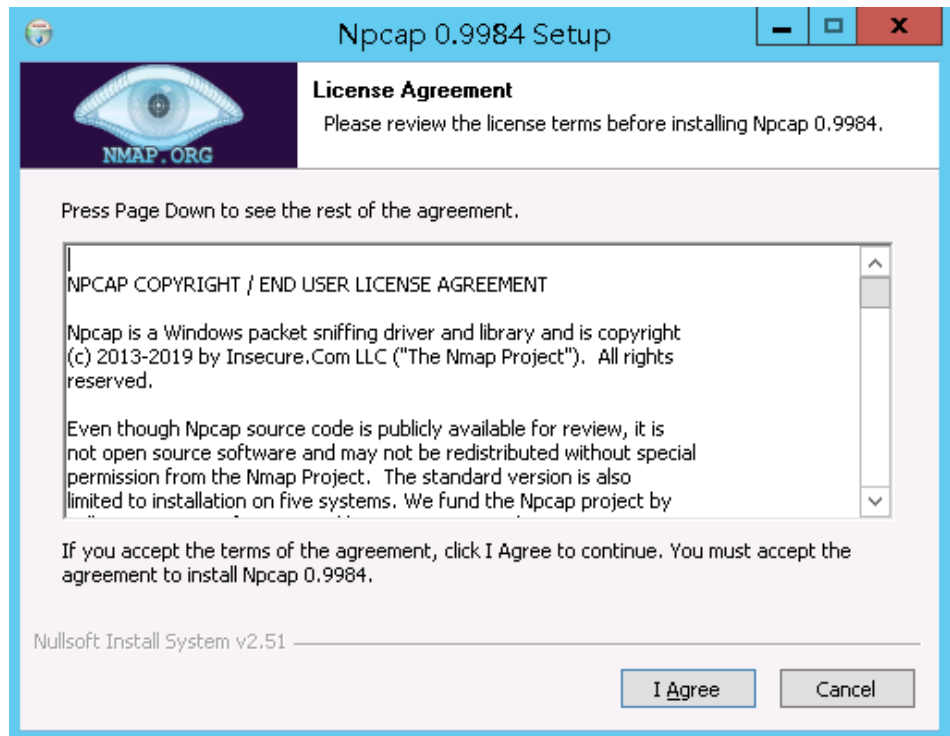 Npcap 0.9984 Setup
NMAP.ORG
License Agreement
Please review the license terms before installing Npcap 0.9984.
Press Page Down to see the rest of the agreement.
NPCAP COPYRIGHT / END USER LICENSE AGREEMENT
Npcap is a Windows packet sniffing driver and library and is copyright
(c) 2013-2019 by Insecure.Com LLC ("The Nmap Project").  All rights
reserved.
Even though Npcap source code is publicly available for review, it is
not open source software and may not be redistributed without special
permission from the Nmap Project.  The standard version is also
limited to installation on five systems. We fund the Npcap project by
If you accept the terms of the agreement, click I Agree to continue. You must accept the
agreement to install Npcap 0.9984.
Nullsoft Install System v2.51
I Agree
Cancel